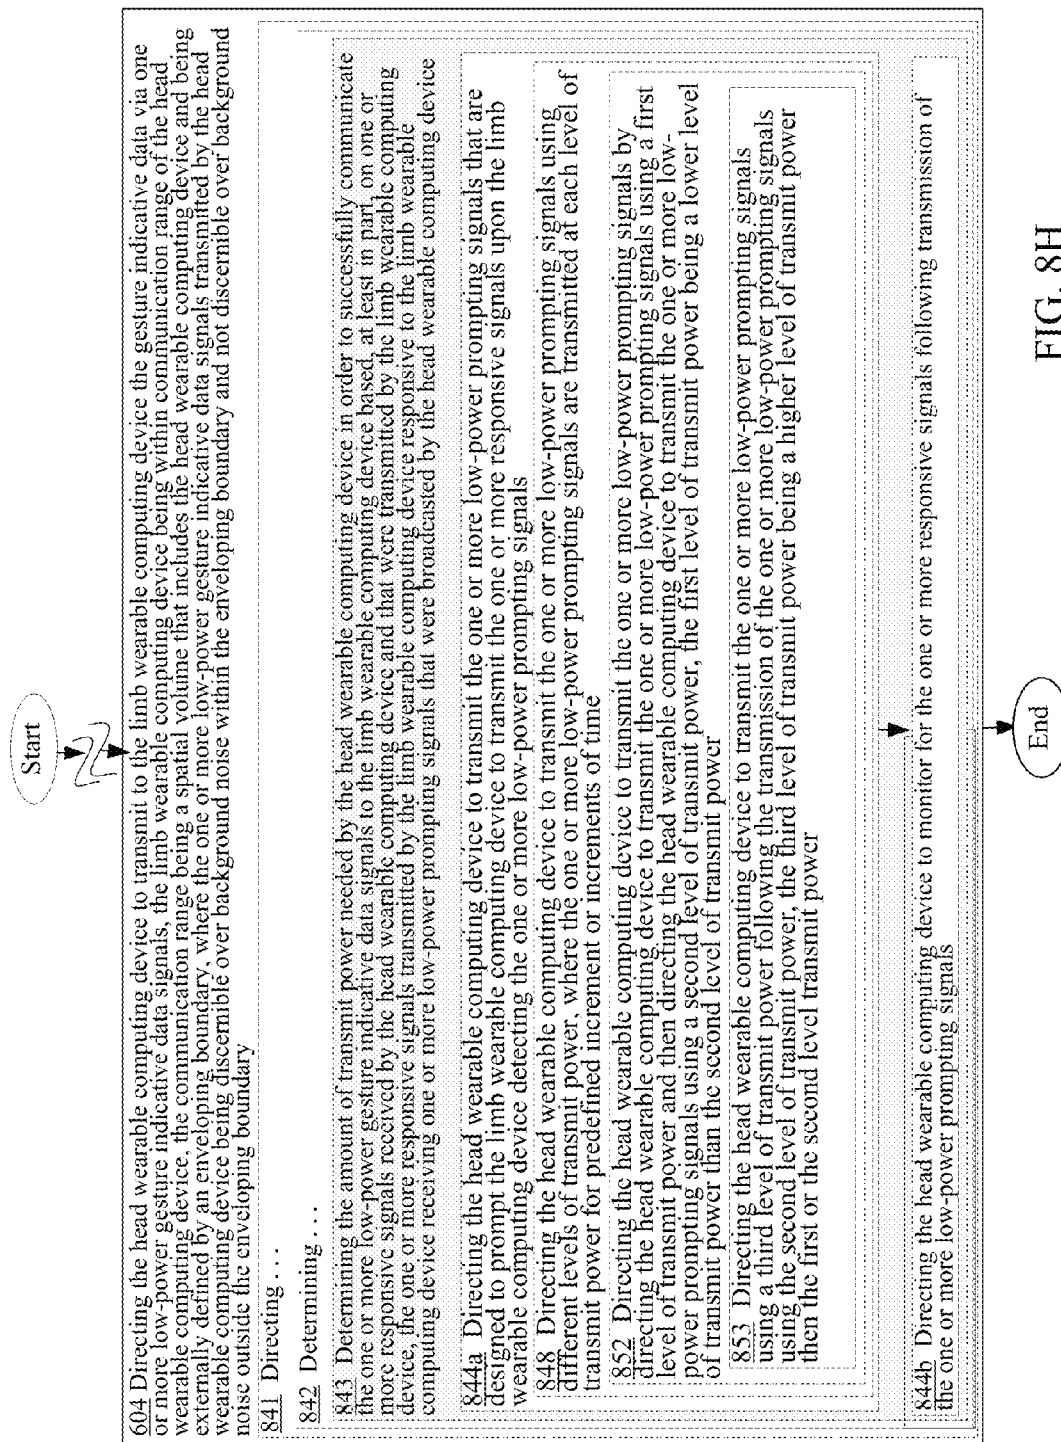 Start
604 Directing the head wearable computing device to transmit to the limb wearable computing device the gesture indicative data via one
or more low-power gesture indicative data signals, the limb wearable computing device being within communication range of the head
wearable computing device, the communication range being a spatial volume that includes the head wearable computing device and being
externally defined by an enveloping boundary, where the one or more low-power gesture indicative data signals transmitted by the head
wearable computing device being discernible over background noise within the enveloping boundary and not discernible over background
noise outside the enveloping boundary
841 Directing . . .
842 Determining . . .
843 Determining the amount of transmit power needed by the head wearable computing device in order to successfully communicate
the one or more low-power gesture indicative data signals to the limb wearable computing device based, at least in part, on one or
more responsive signals received by the head wearable computing device and that were transmitted by the limb wearable computing
device, the one or more responsive signals transmitted by the limb wearable computing device responsive to the limb wearable
computing device receiving one or more low-power prompting signals that were broadcasted by the head wearable computing device
844a Directing the head wearable computing device to transmit the one or more low-power prompting signals that are
designed to prompt the limb wearable computing device to transmit the one or more responsive signals upon the limb
wearable computing device detecting the one or more low-power prompting signals
848 Directing the head wearable computing device to transmit the one or more low-power prompting signals using
different levels of transmit power, where the one or more low-power prompting signals are transmitted at each level of
transmit power for predefined increment or increments of time
852 Directing the head wearable computing device to transmit the one or more low-power prompting signals by
directing the head wearable computing device to transmit the one or more low-power prompting signals using a first
level of transmit power and then directing the head wearable computing device to transmit the one or more low-
power prompting signals using a second level of transmit power, the first level of transmit power being a lower level
of transmit power than the second level of transmit power
853 Directing the head wearable computing device to transmit the one or more low-power prompting signals
using a third level of transmit power following the transmission of the one or more low-power prompting signals
using the second level of transmit power, the third level of transmit power being a higher level of transmit power
then the first or the second level transmit power
844b Directing the head wearable computing device to monitor for the one or more responsive signals following transmission of
the one or more low-power prompting signals
End
FIG. 8H